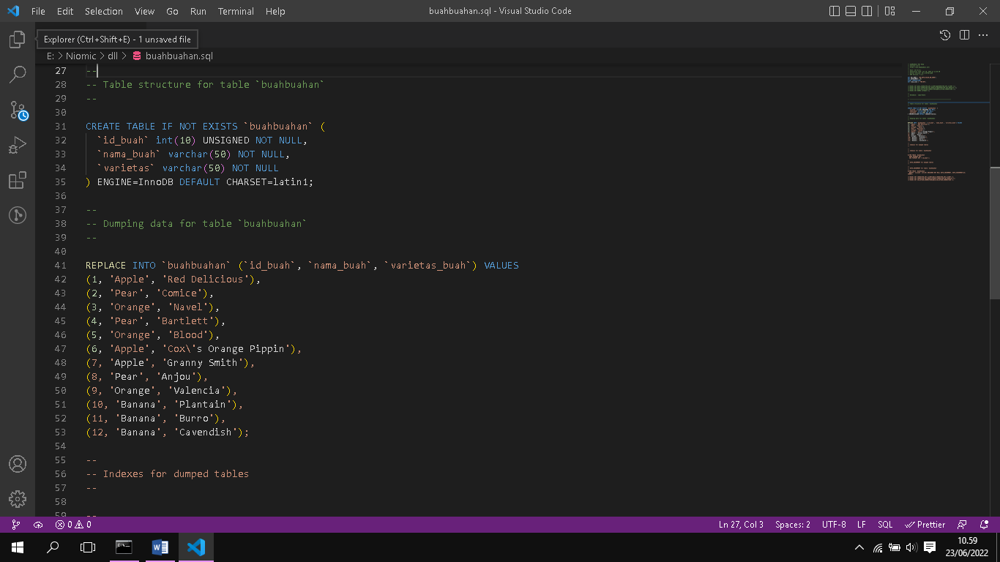 File Edit Selection View Go Run Terminal Help buahbuahan.sql - Visual Studio Code
Explorer (Ctrl+Shift+E) - 1 unsaved file
E: > Niomic > dll > buahbuahan.sql
27 --
28 -- Table structure for table `buahbuahan`
29 --
30
31 CREATE TABLE IF NOT EXISTS `buahbuahan` (
32 `id_buah` int(10) UNSIGNED NOT NULL,
33 `nama_buah` varchar(50) NOT NULL,
34 `varietas` varchar(50) NOT NULL
35 ) ENGINE=InnoDB DEFAULT CHARSET=latin1;
36
37 --
38 -- Dumping data for table `buahbuahan`
39 --
40
41 REPLACE INTO `buahbuahan` (`id_buah`, `nama_buah`, `varietas_buah`) VALUES
42 (1, 'Apple', 'Red Delicious'),
43 (2, 'Pear', 'Comice'),
44 (3, 'Orange', 'Navel'),
45 (4, 'Pear', 'Bartlett'),
46 (5, 'Orange', 'Blood'),
47 (6, 'Apple', 'Cox\'s Orange Pippin'),
48 (7, 'Apple', 'Granny Smith'),
49 (8, 'Pear', 'Anjou'),
50 (9, 'Orange', 'Valencia'),
51 (10, 'Banana', 'Plantain'),
52 (11, 'Banana', 'Burro'),
53 (12, 'Banana', 'Cavendish');
54
55 --
56 -- Indexes for dumped tables
57 --
58
59 --
0 0 Ln 27, Col 3 Spaces: 2 UTF-8 LF SQL Prettier
10.59
23/06/2022